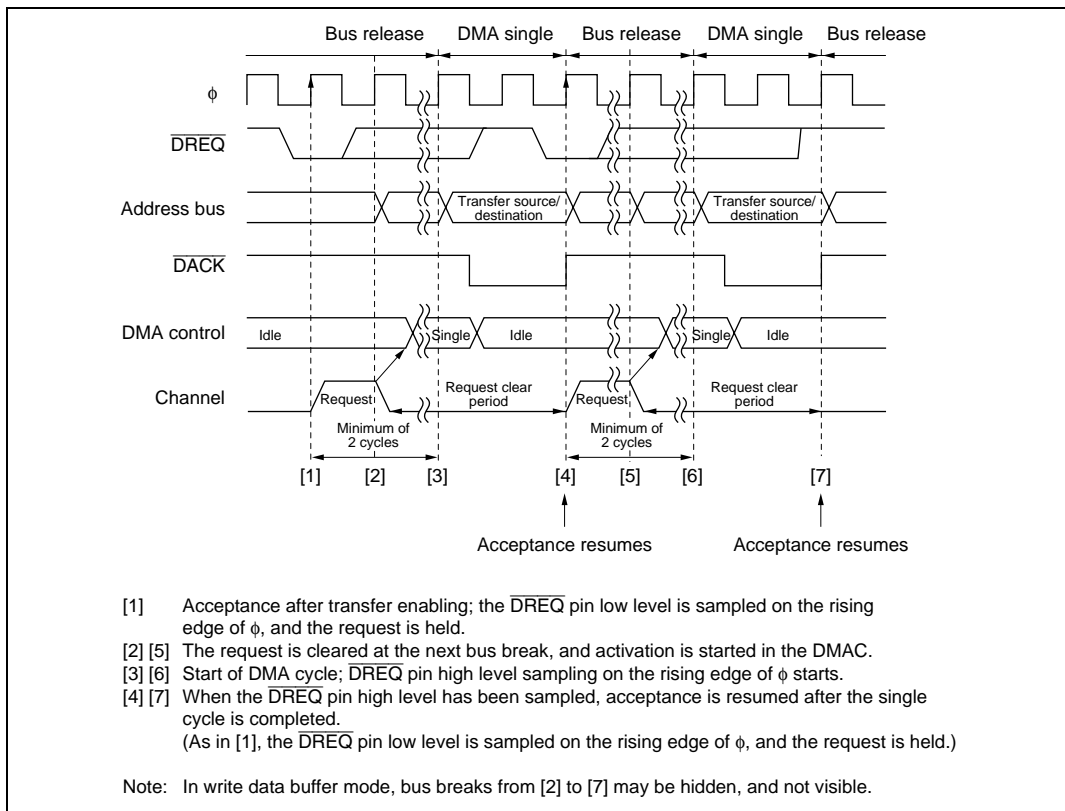 Bus release DMA single Bus release DMA single Bus release
ϕ
DREQ
Address bus
Transfer source/ Transfer source/
destination destination
DACK
DMA control
Idle Single Idle Single Idle
Channel
Request Request clear Request Request clear
period period
Minimum of Minimum of
2 cycles 2 cycles
[1] [2] [3] [4] [5] [6] [7]
Acceptance resumes Acceptance resumes
[1] Acceptance after transfer enabling; the DREQ pin low level is sampled on the rising
edge of ϕ, and the request is held.
[2] [5] The request is cleared at the next bus break, and activation is started in the DMAC.
[3] [6] Start of DMA cycle; DREQ pin high level sampling on the rising edge of ϕ starts.
[4] [7] When the DREQ pin high level has been sampled, acceptance is resumed after the single
cycle is completed.
(As in [1], the DREQ pin low level is sampled on the rising edge of ϕ, and the request is held.)
Note: In write data buffer mode, bus breaks from [2] to [7] may be hidden, and not visible.